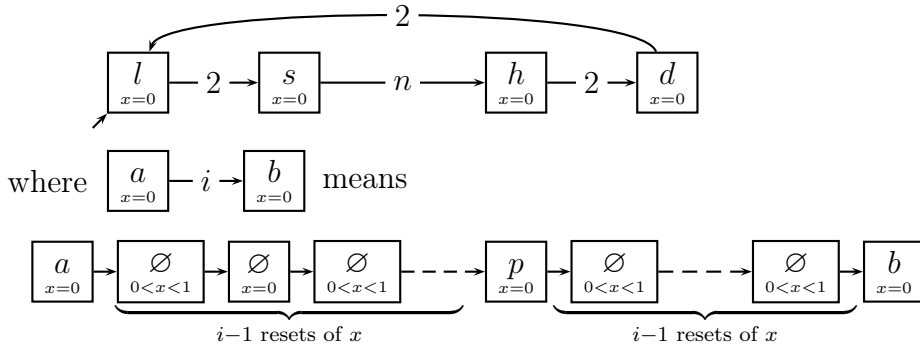 2
l 2 s n h 2 d
x=0 x=0 x=0 x=0
where a i b means
x=0 x=0
a ∅ ∅ ∅ p ∅ ∅ b
x=0 0<x<1 x=0 0<x<1 x=0 0<x<1 0<x<1 x=0
i−1 resets of x i−1 resets of x